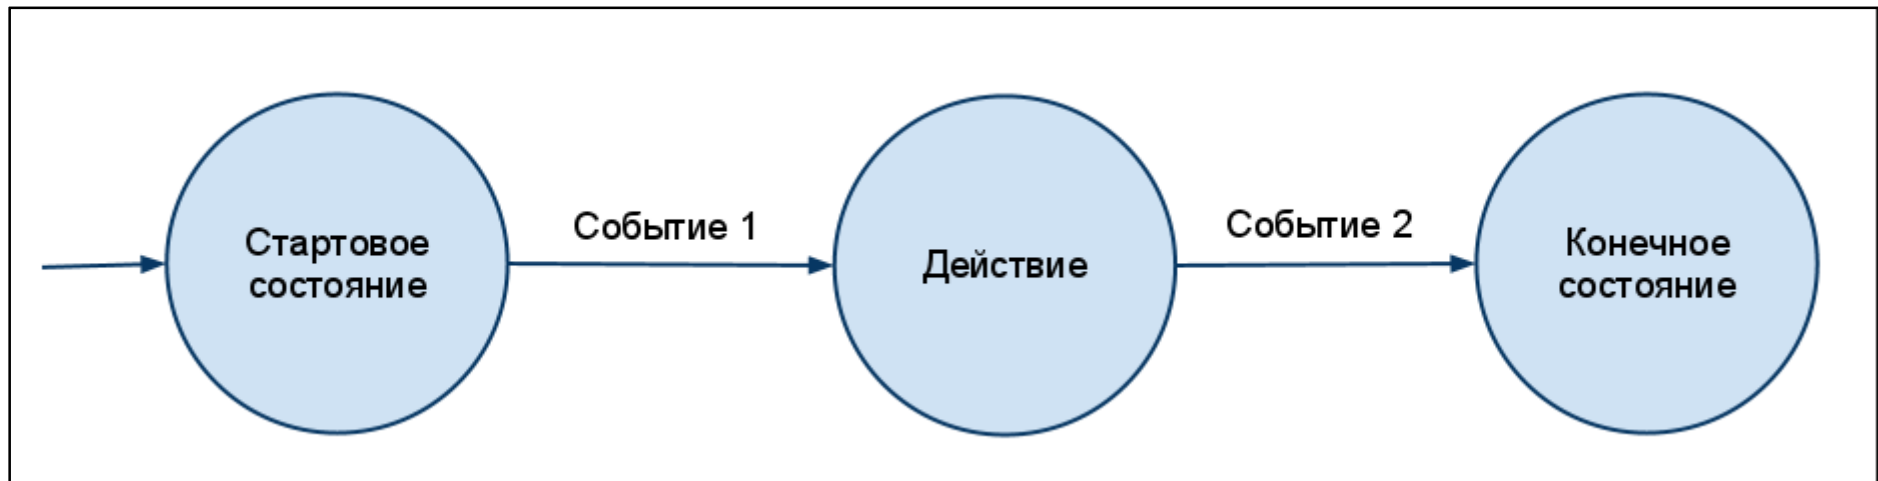 Стартовое
состояние
Событие 1
Действие
Событие 2
Конечное
состояние